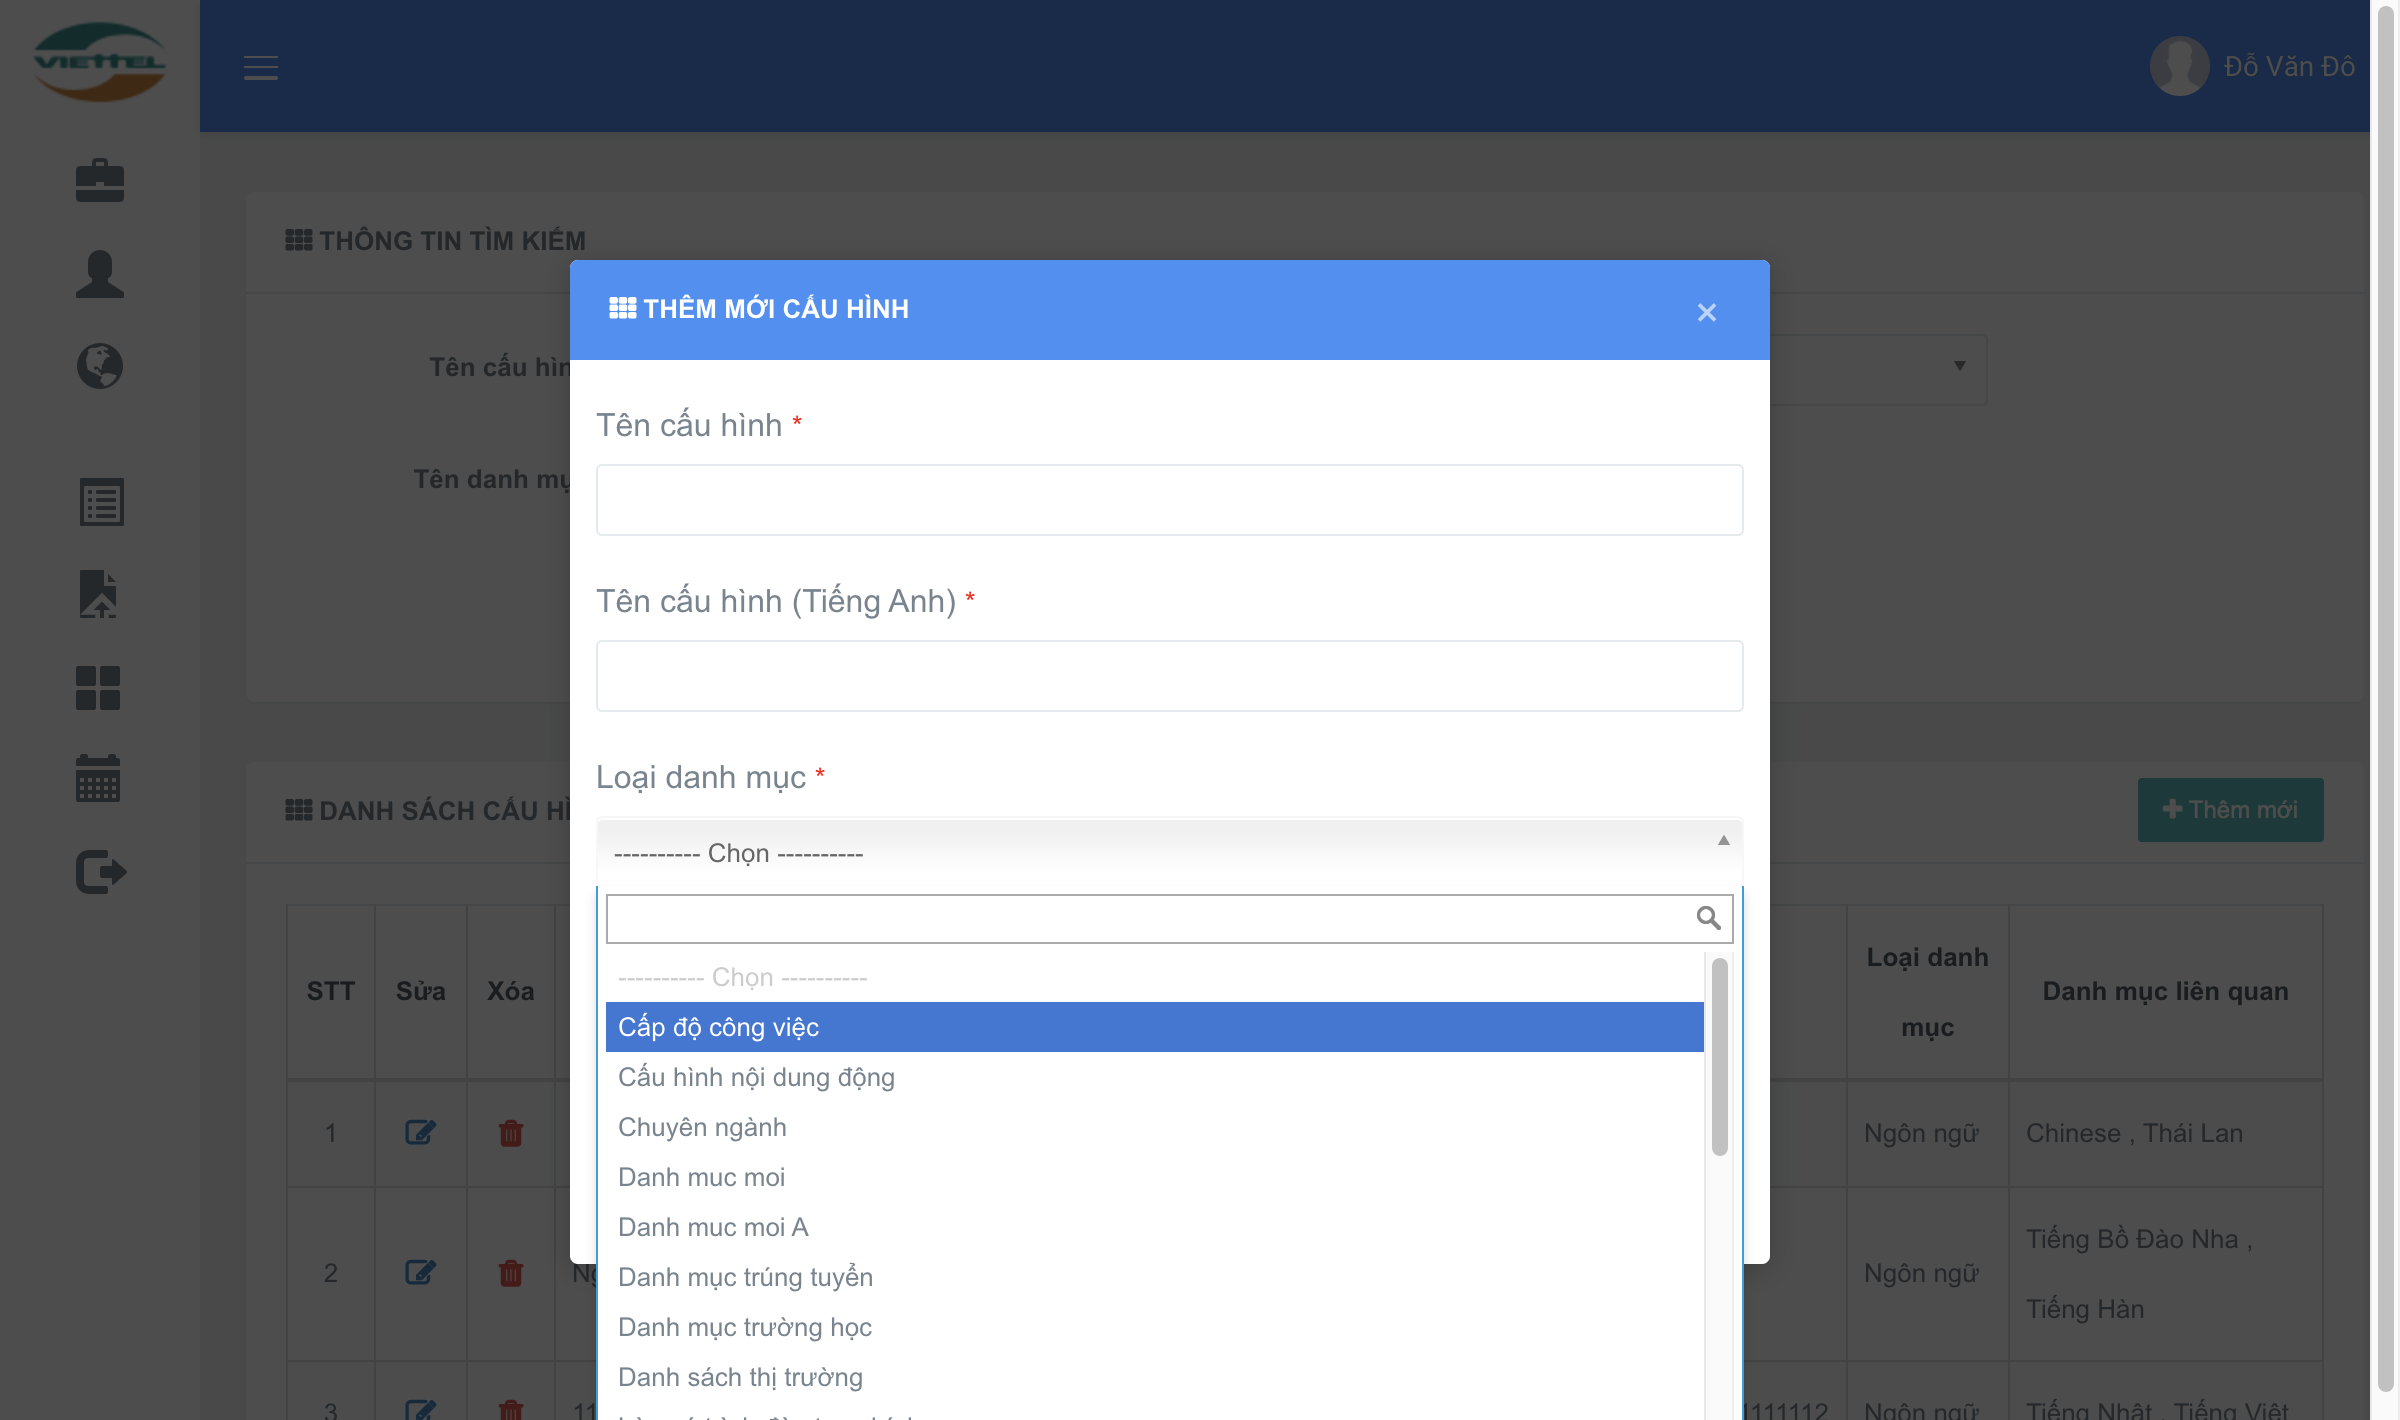 VIETTEL
Đỗ Văn Đô
THÔNG TIN TÌM KIẾM
THÊM MỚI CẤU HÌNH
×
Tên cấu hìn
Tên cấu hình *
Tên danh mụ
Tên cấu hình (Tiếng Anh) *
Loại danh mục *
DANH SÁCH CẤU HÌ
Thêm mới
---------- Chọn ----------
---------- Chọn ----------
Cấp độ công việc
Cấu hình nội dung động
Chuyên ngành
Danh muc moi
Danh muc moi A
Danh mục trúng tuyển
Danh mục trường học
Danh sách thị trường
STT Sửa Xóa Loại danh mục Danh mục liên quan
1 Ngôn ngữ Chinese , Thái Lan
2 Ng Ngôn ngữ Tiếng Bồ Đào Nha ,
Tiếng Hàn
3 11 1111112 Ngôn ngữ Tiếng Nhật , Tiếng Việt